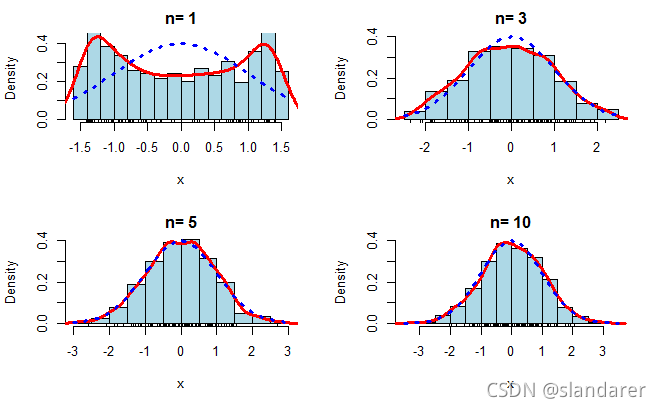 n= 1
Density
0.0
0.2
0.4
-1.5 -1.0 -0.5 0.0 0.5 1.0 1.5
x
n= 3
Density
0.0
0.2
0.4
-2 -1 0 1 2
x
n= 5
Density
0.0
0.2
0.4
-3 -2 -1 0 1 2 3
x
n= 10
Density
0.0
0.2
0.4
-3 -2 -1 0 1 2 3
x
CSDN @slandarer